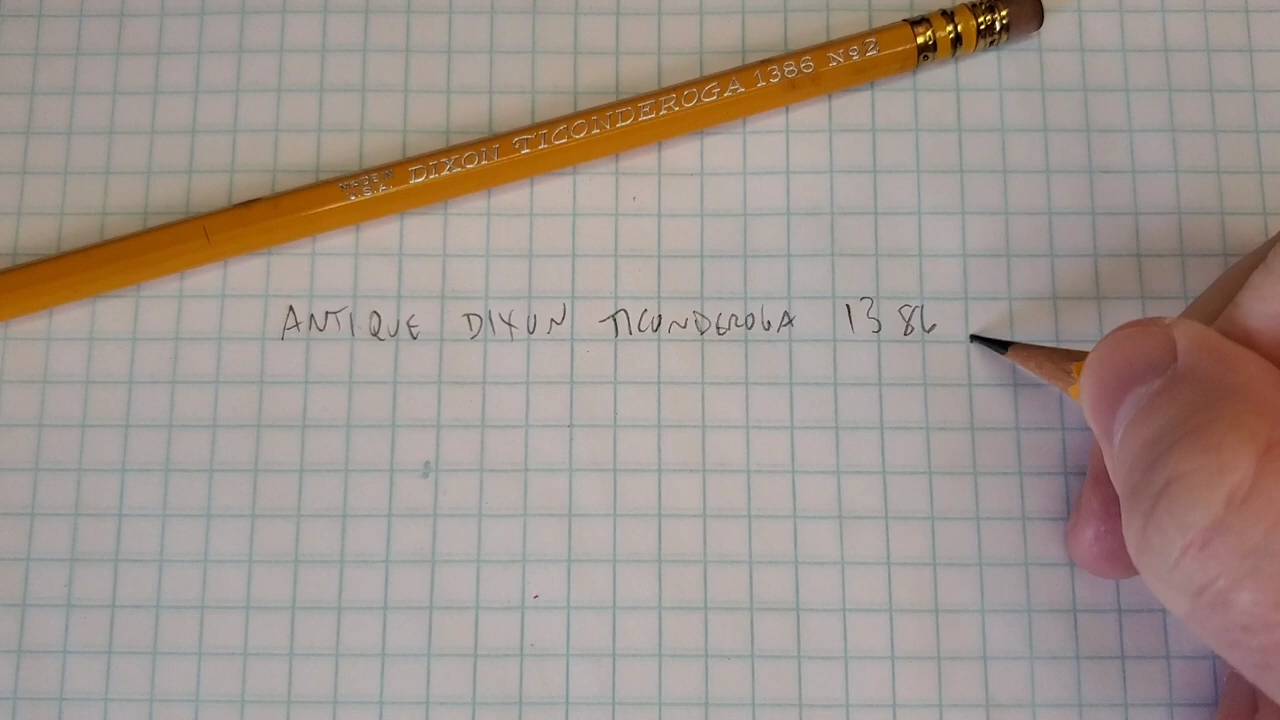 MADE IN
U.S.A.
DIXON TICONDEROGA 1386 No2
ANTIQUE DIXON TICONDEROGA 1386